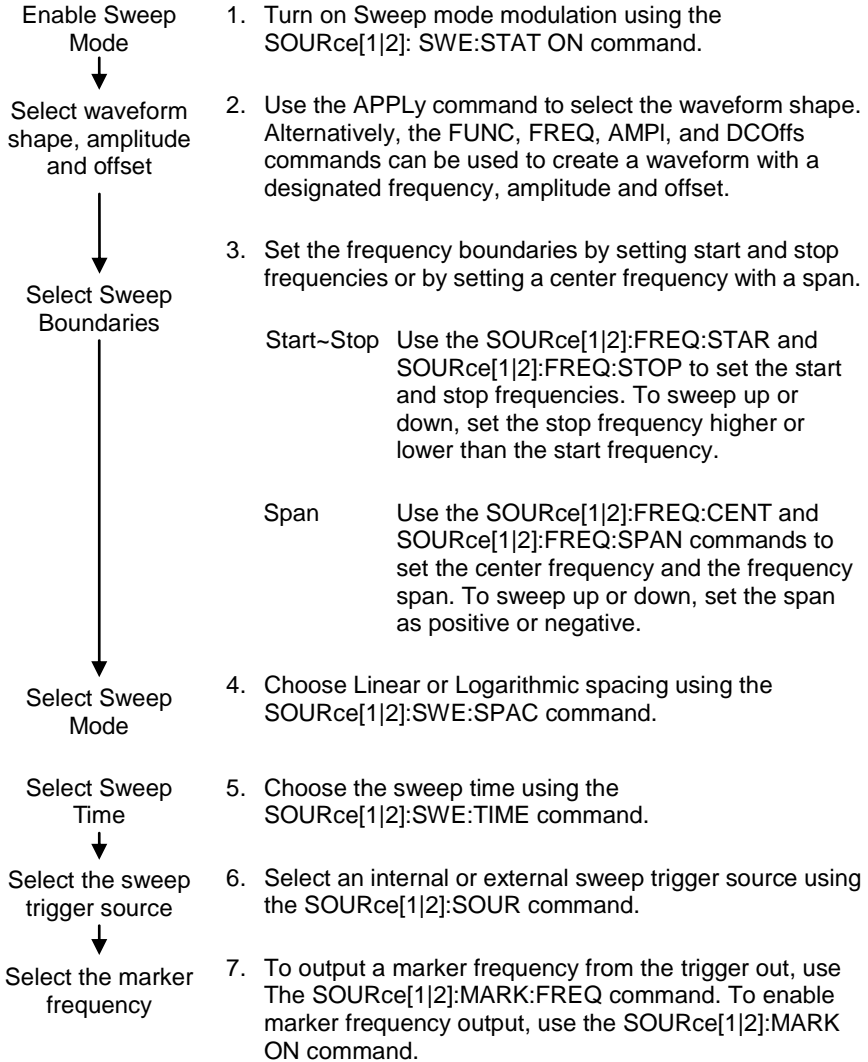 Enable Sweep
Mode
1. Turn on Sweep mode modulation using the
SOURce[1|2]: SWE:STAT ON command.
Select waveform
shape, amplitude
and offset
2. Use the APPLy command to select the waveform shape.
Alternatively, the FUNC, FREQ, AMPl, and DCOffs
commands can be used to create a waveform with a
designated frequency, amplitude and offset.
Select Sweep
Boundaries
3. Set the frequency boundaries by setting start and stop
frequencies or by setting a center frequency with a span.
Start~Stop Use the SOURce[1|2]:FREQ:STAR and
SOURce[1|2]:FREQ:STOP to set the start
and stop frequencies. To sweep up or
down, set the stop frequency higher or
lower than the start frequency.
Span Use the SOURce[1|2]:FREQ:CENT and
SOURce[1|2]:FREQ:SPAN commands to
set the center frequency and the frequency
span. To sweep up or down, set the span
as positive or negative.
Select Sweep
Mode
4. Choose Linear or Logarithmic spacing using the
SOURce[1|2]:SWE:SPAC command.
Select Sweep
Time
5. Choose the sweep time using the
SOURce[1|2]:SWE:TIME command.
Select the sweep
trigger source
6. Select an internal or external sweep trigger source using
the SOURce[1|2]:SOUR command.
Select the marker
frequency
7. To output a marker frequency from the trigger out, use
The SOURce[1|2]:MARK:FREQ command. To enable
marker frequency output, use the SOURce[1|2]:MARK
ON command.